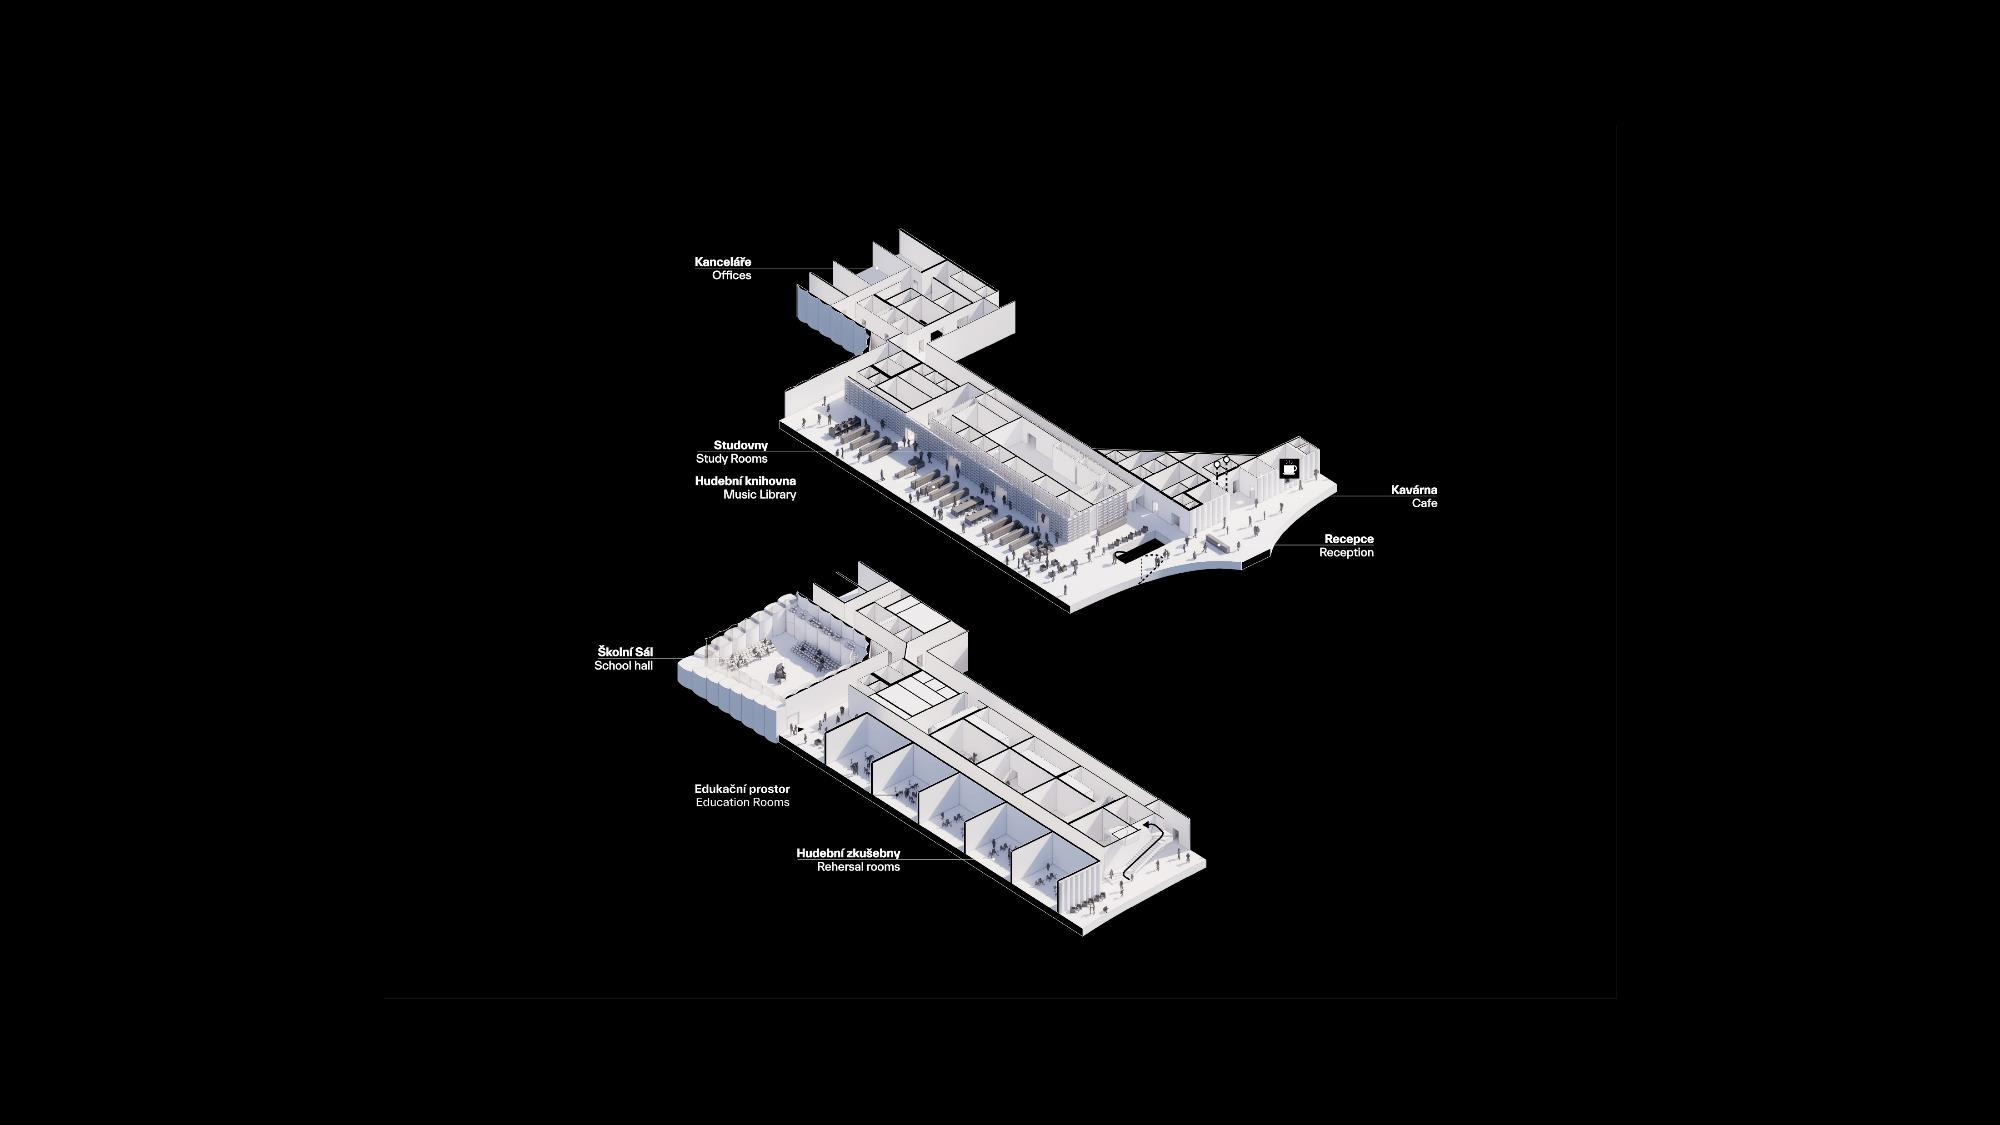 Kanceláře
Offices
Studovny
Study Rooms
Hudební knihovna
Music Library
Kavárna
Cafe
Recepce
Reception
Školní Sál
School hall
Edukační prostor
Education Rooms
Hudební zkušebny
Rehersal rooms